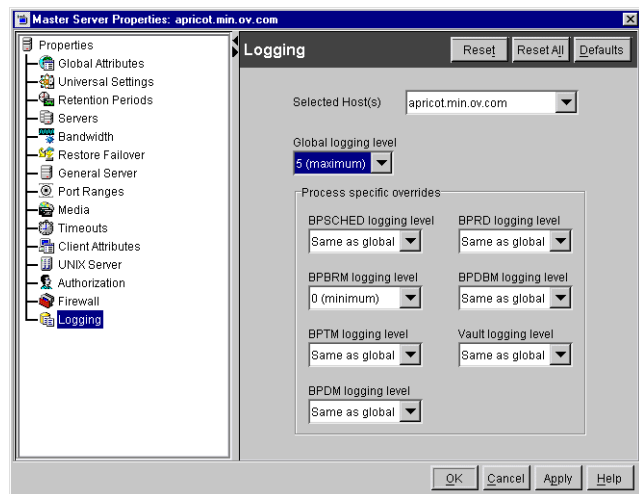 Master Server Properties: apricot.min.ov.com
Properties
Global Attributes
Universal Settings
Retention Periods
Servers
Bandwidth
Restore Failover
General Server
Port Ranges
Media
Timeouts
Client Attributes
UNIX Server
Authorization
Firewall
Logging
Logging
Reset
Reset All
Defaults
Selected Host(s)
apricot.min.ov.com
Global logging level
5 (maximum)
Process specific overrides
BPSCHED logging level
BPRD logging level
Same as global
Same as global
BPBRM logging level
BPDBM logging level
0 (minimum)
Same as global
BPTM logging level
Vault logging level
Same as global
Same as global
BPDM logging level
Same as global
OK
Cancel
Apply
Help